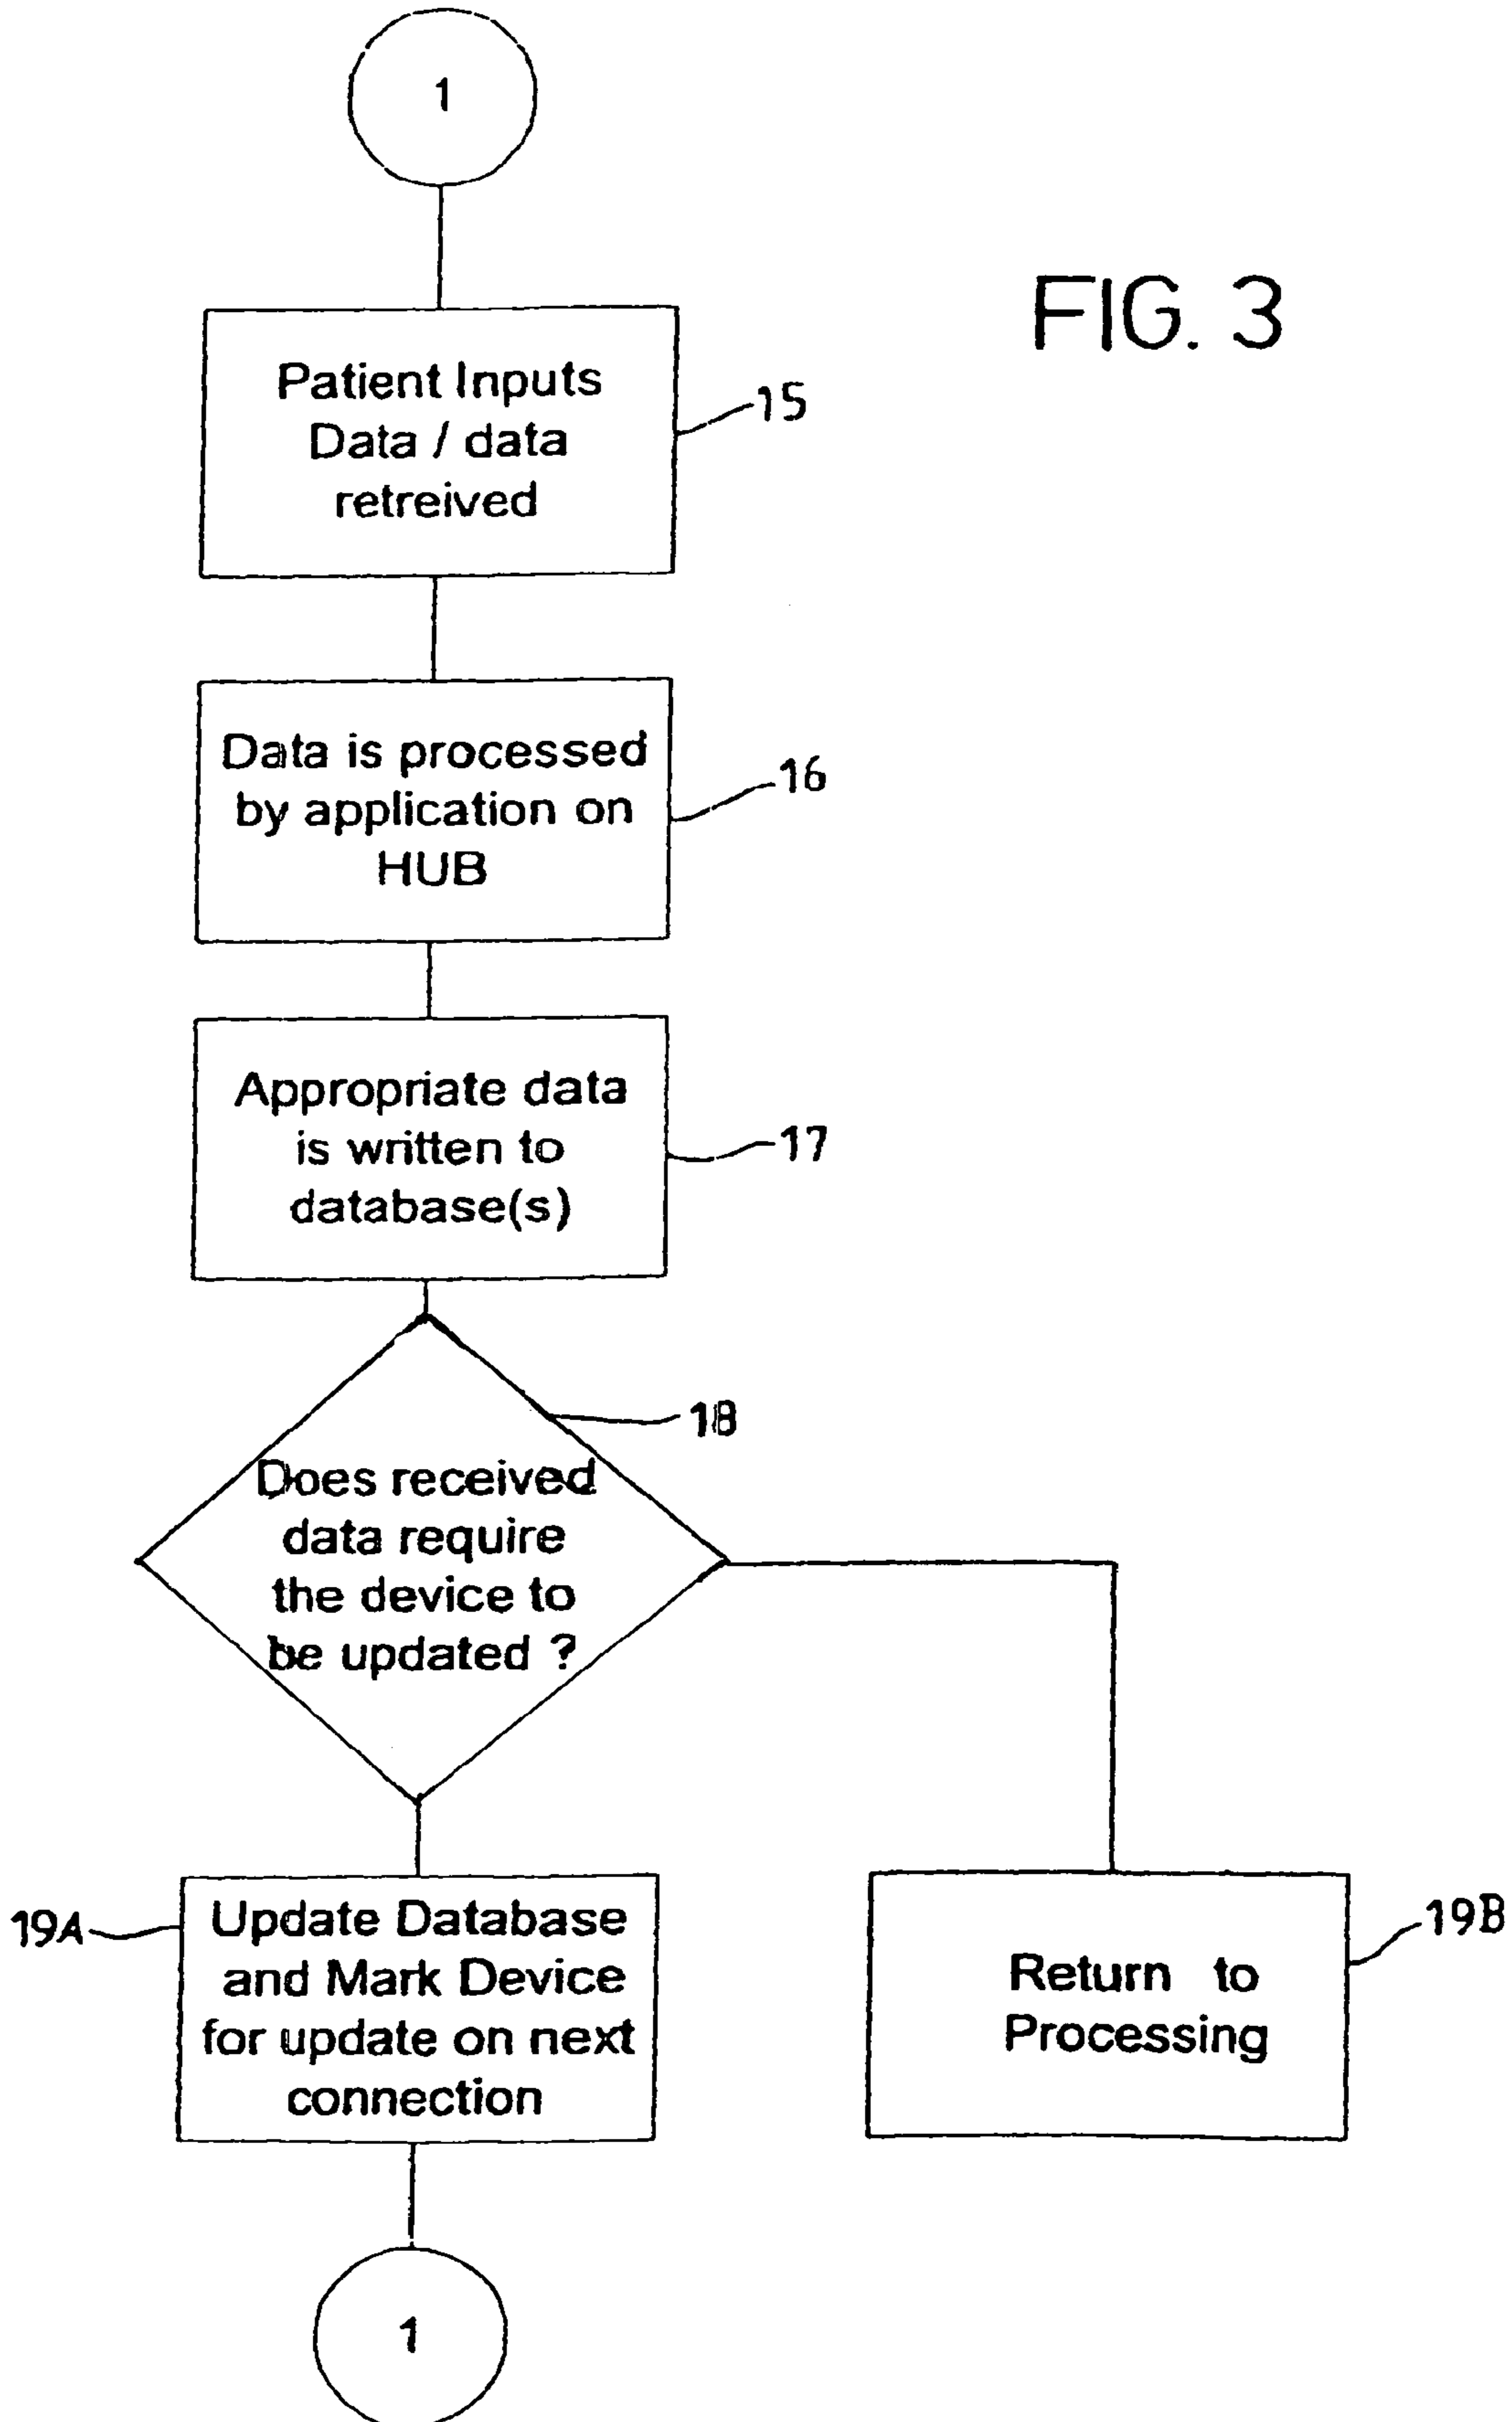 1
FIG. 3
Patient Inputs
Data / data
retreived
15
Data is processed
by application on
HUB
16
Appropriate data
is written to
database(s)
17
18
Does received
data require
the device to
be updated ?
19A
Update Database
and Mark Device
for update on next
connection
Return to
Processing
19B
1